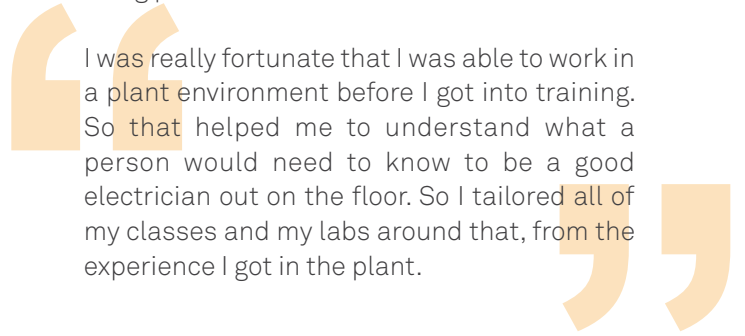 I was really fortunate that I was able to work in
a plant environment before I got into training.
So that helped me to understand what a
person would need to know to be a good
electrician out on the floor. So I tailored all of
my classes and my labs around that, from the
experience I got in the plant.